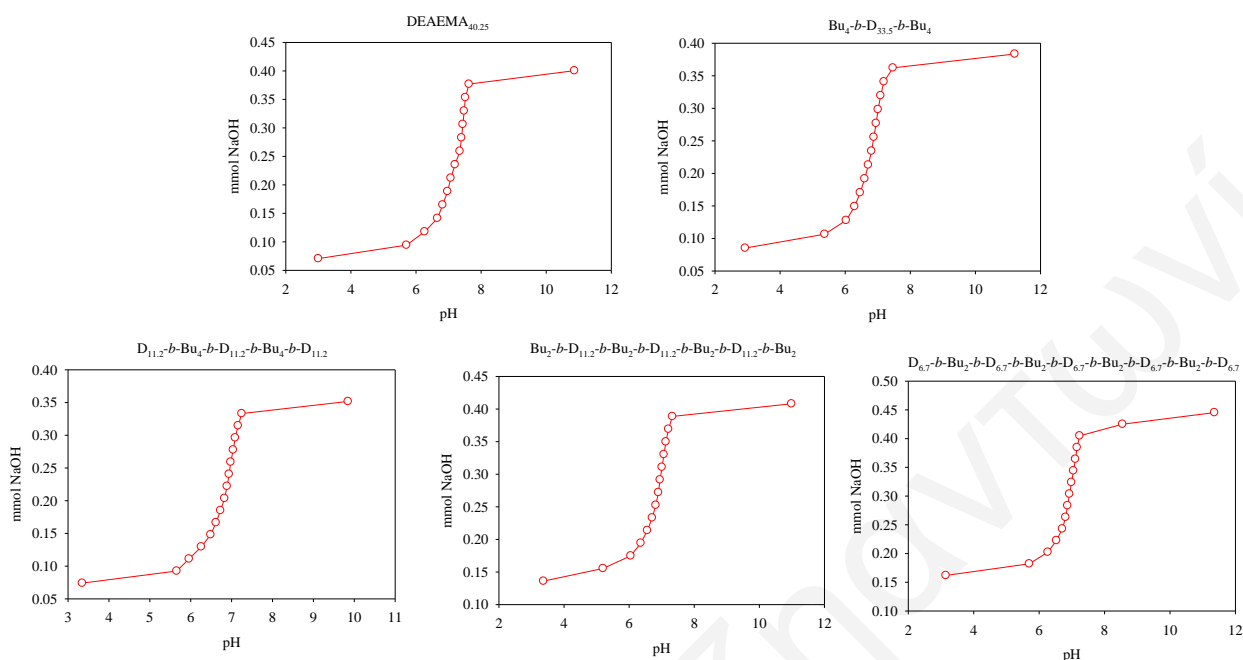 DEAEMA40.25
0.45
0.40
0.35
0.30
0.25
0.20
0.15
0.10
0.05
mmol NaOH
2 4 6 8 10 12
pH
Bu4-b-D33.5-b-Bu4
0.40
0.35
0.30
0.25
0.20
0.15
0.10
0.05
mmol NaOH
2 4 6 8 10 12
pH
D11.2-b-Bu4-b-D11.2-b-Bu4-b-D11.2
0.40
0.35
0.30
0.25
0.20
0.15
0.10
0.05
mmol NaOH
3 4 5 6 7 8 9 10 11
pH
Bu2-b-D11.2-b-Bu2-b-D11.2-b-Bu2-b-D11.2-b-Bu2
0.45
0.40
0.35
0.30
0.25
0.20
0.15
0.10
mmol NaOH
2 4 6 8 10 12
pH
D6.7-b-Bu2-b-D6.7-b-Bu2-b-D6.7-b-Bu2-b-D6.7-b-Bu2-b-D6.7
0.50
0.45
0.40
0.35
0.30
0.25
0.20
0.15
0.10
mmol NaOH
2 4 6 8 10 12
pH